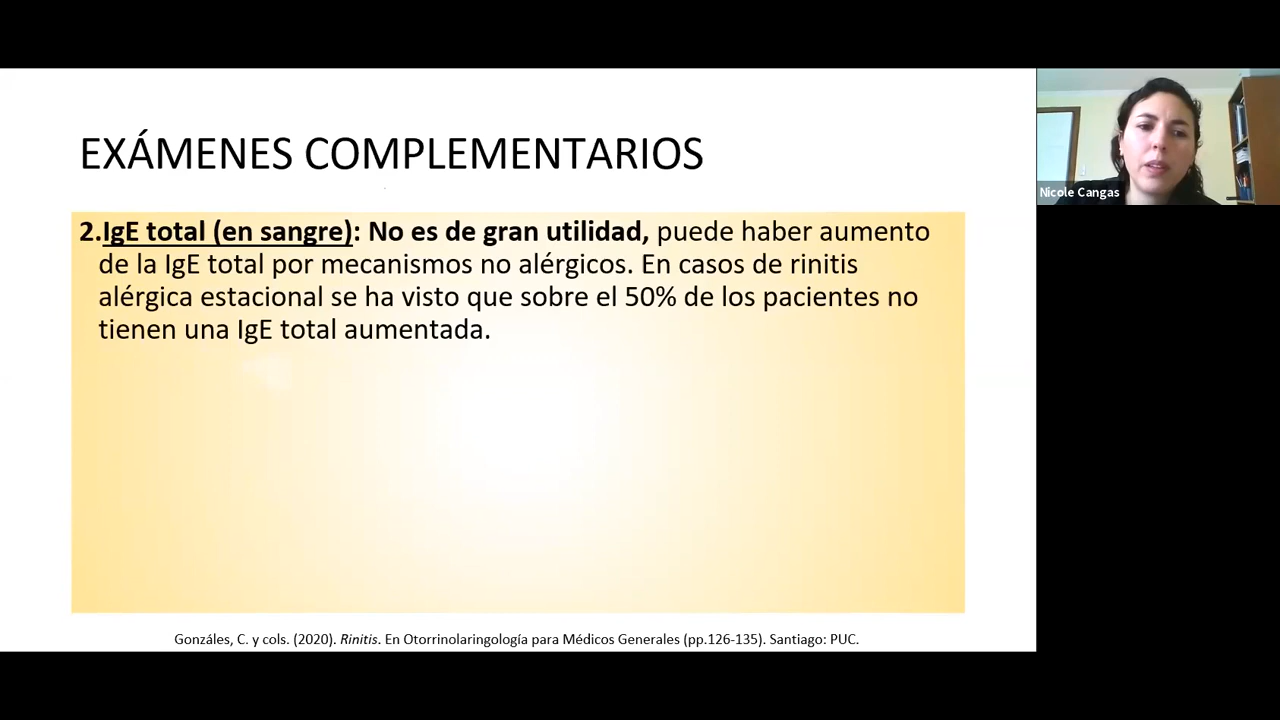 EXÁMENES COMPLEMENTARIOS
2.IgE total (en sangre): No es de gran utilidad, puede haber aumento
de la IgE total por mecanismos no alérgicos. En casos de rinitis
alérgica estacional se ha visto que sobre el 50% de los pacientes no
tienen una IgE total aumentada.
Gonzáles, C. y cols. (2020). Rinitis. En Otorrinolaringología para Médicos Generales (pp.126-135). Santiago: PUC.
Nicole Cangas